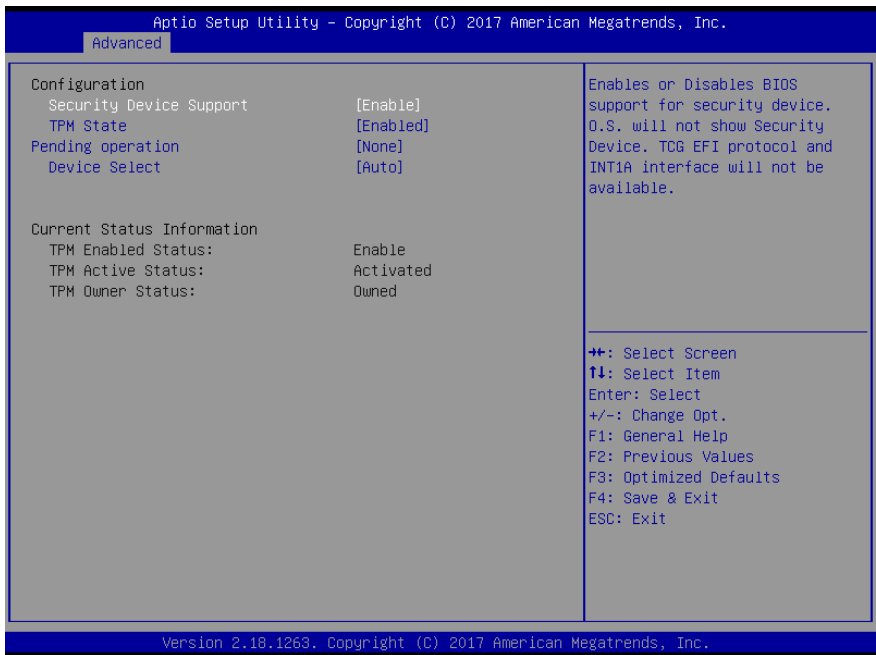 Aptio Setup Utility – Copyright (C) 2017 American Megatrends, Inc.
Advanced
Configuration
Security Device Support [Enable]
TPM State [Enabled]
Pending operation [None]
Device Select [Auto]
Current Status Information
TPM Enabled Status: Enable
TPM Active Status: Activated
TPM Owner Status: Owned
Enables or Disables BIOS
support for security device.
O.S. will not show Security
Device. TCG EFI protocol and
INT1A interface will not be
available.
→←: Select Screen
↑↓: Select Item
Enter: Select
+/-: Change Opt.
F1: General Help
F2: Previous Values
F3: Optimized Defaults
F4: Save & Exit
ESC: Exit
Version 2.18.1263. Copyright (C) 2017 American Megatrends, Inc.